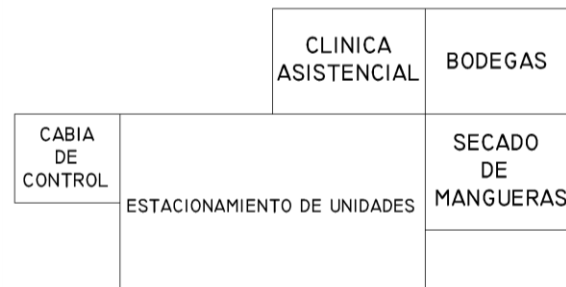 CLINICA
ASISTENCIAL
BODEGAS
CABIA
DE
CONTROL
ESTACIONAMIENTO DE UNIDADES
SECADO
DE
MANGUERAS